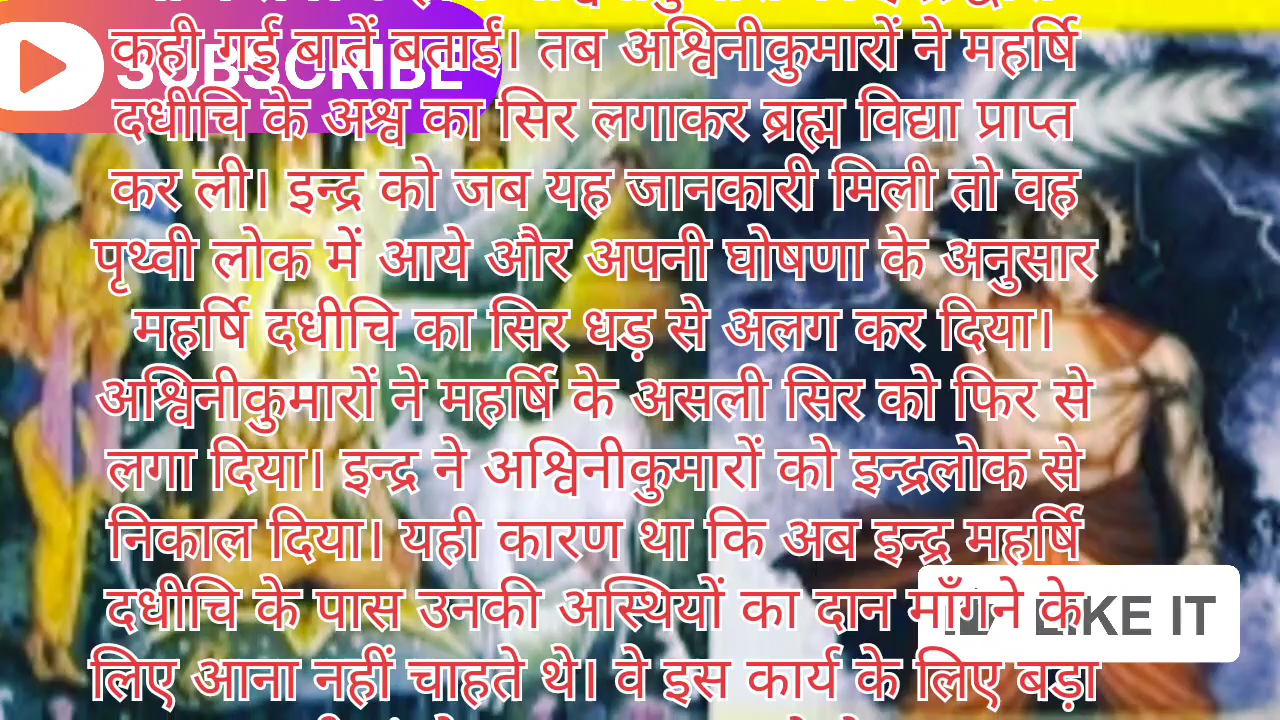 कही गई बातें बताईं। तब अश्विनीकुमारों ने महर्षि
SUBSCRIBE
दधीचि के अश्व का सिर लगाकर ब्रह्म विद्या प्राप्त
कर ली। इन्द्र को जब यह जानकारी मिली तो वह
पृथ्वी लोक में आये और अपनी घोषणा के अनुसार
महर्षि दधीचि का सिर धड़ से अलग कर दिया।
अश्विनीकुमारों ने महर्षि के असली सिर को फिर से
लगा दिया। इन्द्र ने अश्विनीकुमारों को इन्द्रलोक से
निकाल दिया। यही कारण था कि अब इन्द्र महर्षि
दधीचि के पास उनकी अस्थियों का दान माँगने के
LIKE IT
लिए आना नहीं चाहते थे। वे इस कार्य के लिए बड़ा